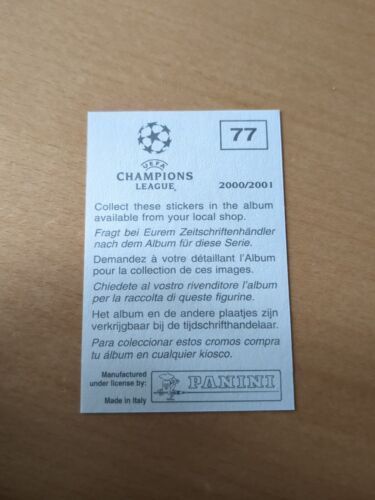 77
UEFA
CHAMPIONS
LEAGUE
2000/2001
Collect these stickers in the album
available from your local shop.
Fragt bei Eurem Zeitschriftenhändler
nach dem Album für diese Serie.
Demandez à votre détaillant l'Album
pour la collection de ces images.
Chiedete al vostro rivenditore l'album
per la raccolta di queste figurine.
Het album en de andere plaatjes zijn
verkrijgbaar bij de tijdschrifthandelaar.
Para coleccionar estos cromos compra
tu álbum en cualquier kiosco.
Manufactured
under license by:
PANINI
Made in Italy